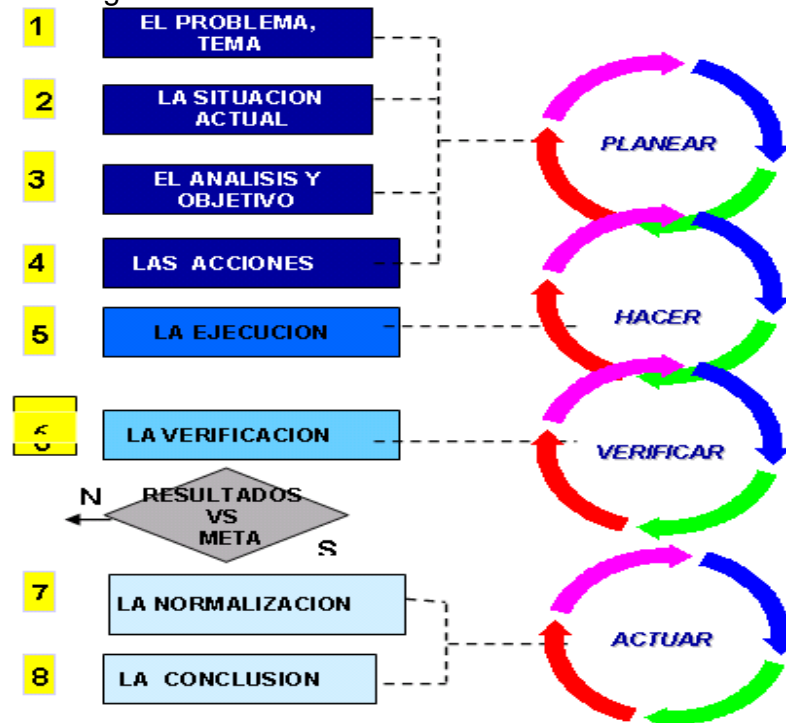 1
EL PROBLEMA,
TEMA
2
LA SITUACION
ACTUAL
3
EL ANALISIS Y
OBJETIVO
4
LAS ACCIONES
5
LA EJECUCION
LA VERIFICACION
N
RESULTADOS
VS
META
S
7
LA NORMALIZACION
8
LA CONCLUSION
PLANEAR
HACER
VERIFICAR
ACTUAR